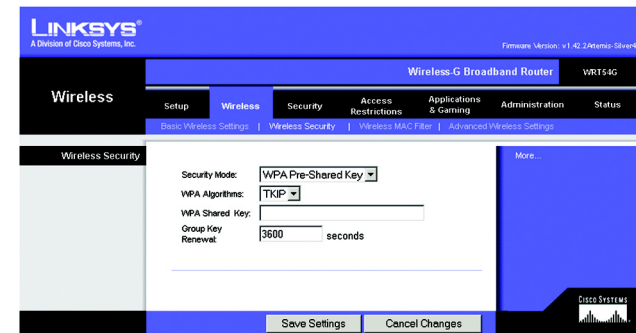 LINKSYS®
A Division of Cisco Systems, Inc.
Firmware Version: v1.42.2Artemis-Silver4
Wireless-G Broadband Router WRT54G
Wireless
Setup Wireless Security Access Restrictions Applications & Gaming Administration Status
Basic Wireless Settings | Wireless Security | Wireless MAC Filter | Advanced Wireless Settings
Wireless Security
More...
Security Mode: WPA Pre-Shared Key
WPA Algorithms: TKIP
WPA Shared Key:
Group Key Renewal: 3600 seconds
CISCO SYSTEMS
Save Settings Cancel Changes